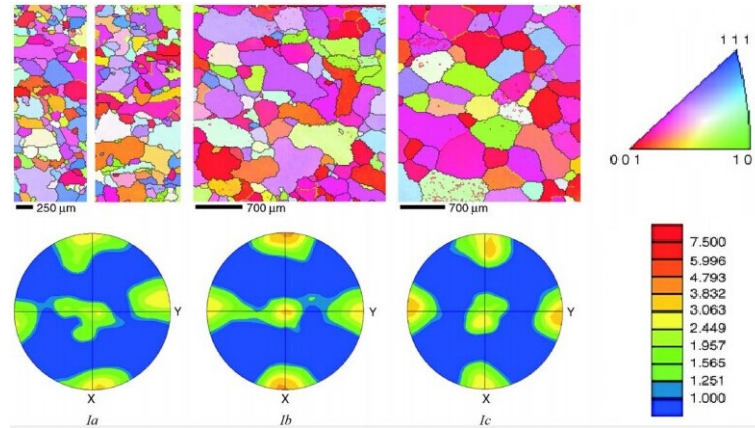 1 1 1
0 0 1
1 0
250 µm
700 µm
700 µm
7.500
5.996
4.793
3.832
3.063
2.449
1.957
1.565
1.251
1.000
Y
Y
Y
X
X
X
Ia
Ib
Ic